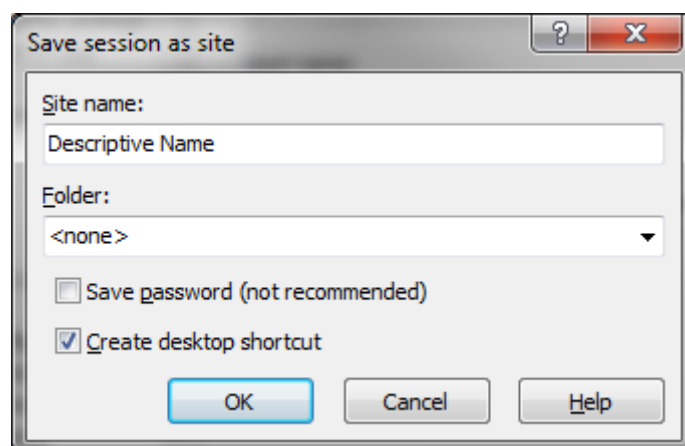 Save session as site
Site name:
Descriptive Name
Folder:
<none>
Save password (not recommended)
Create desktop shortcut
OK Cancel Help